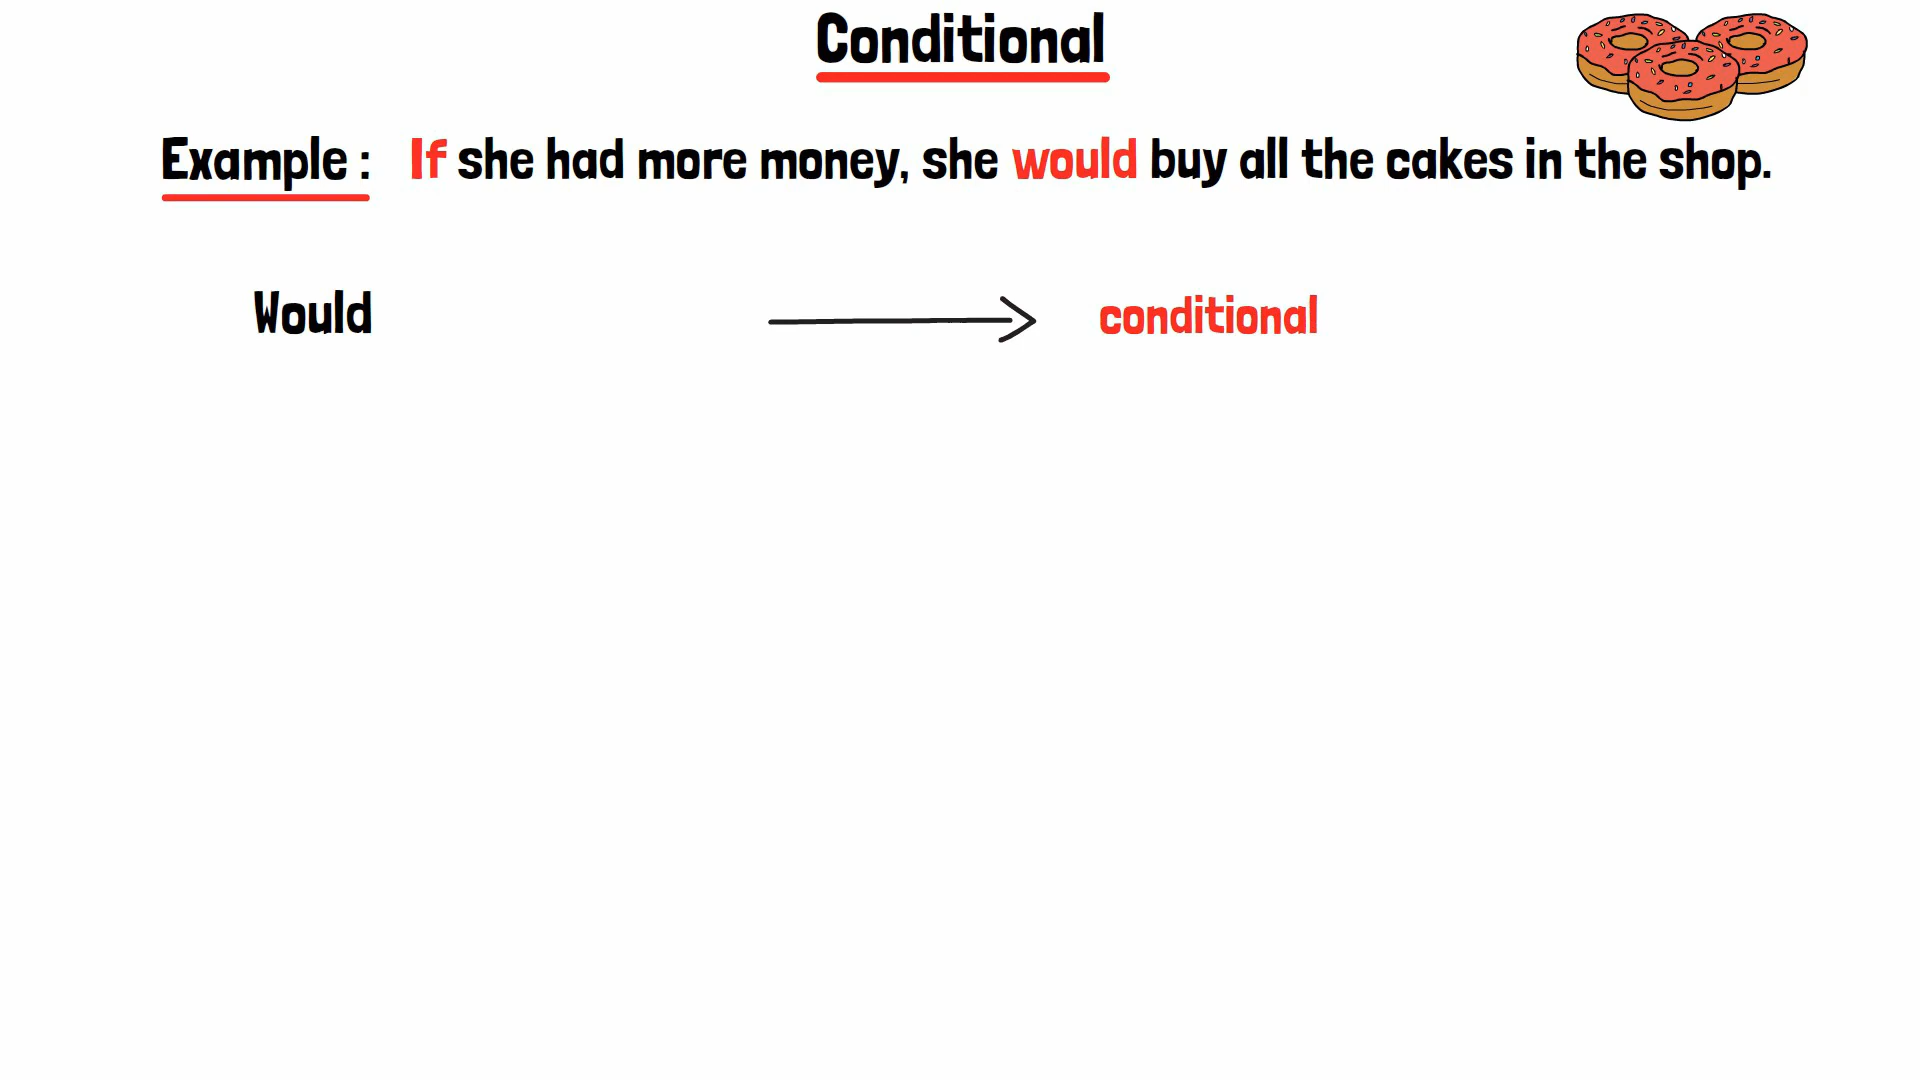 Conditional
Example : If she had more money, she would buy all the cakes in the shop.
Would conditional